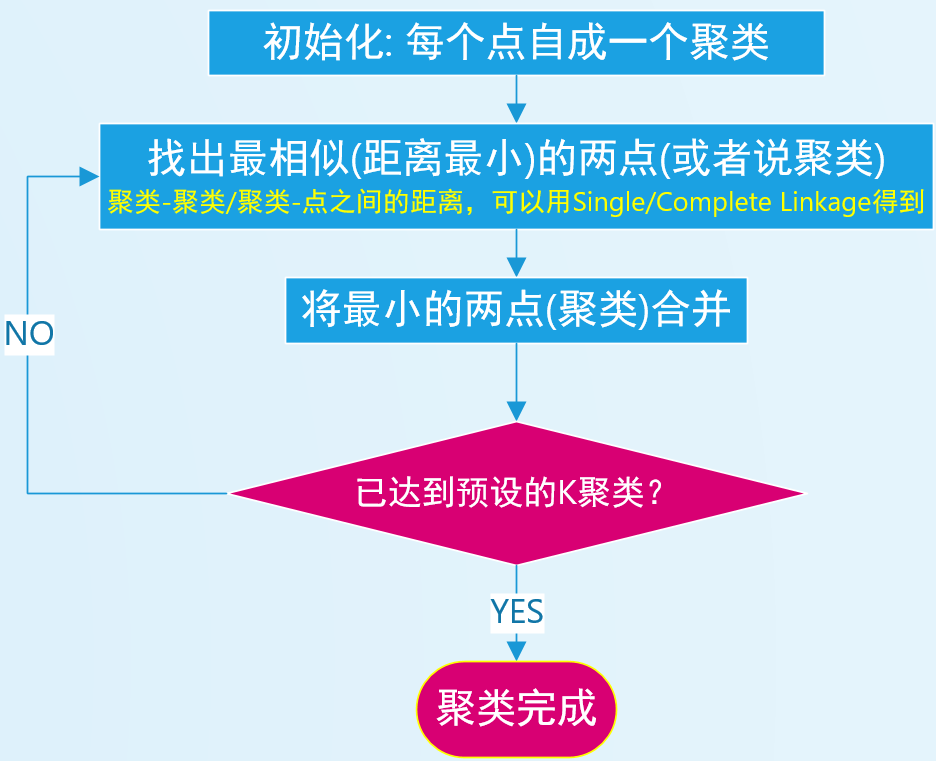 初始化: 每个点自成一个聚类
找出最相似(距离最小)的两点(或者说聚类)
聚类-聚类/聚类-点之间的距离，可以用Single/Complete Linkage得到
将最小的两点(聚类)合并
NO
已达到预设的K聚类？
YES
聚类完成